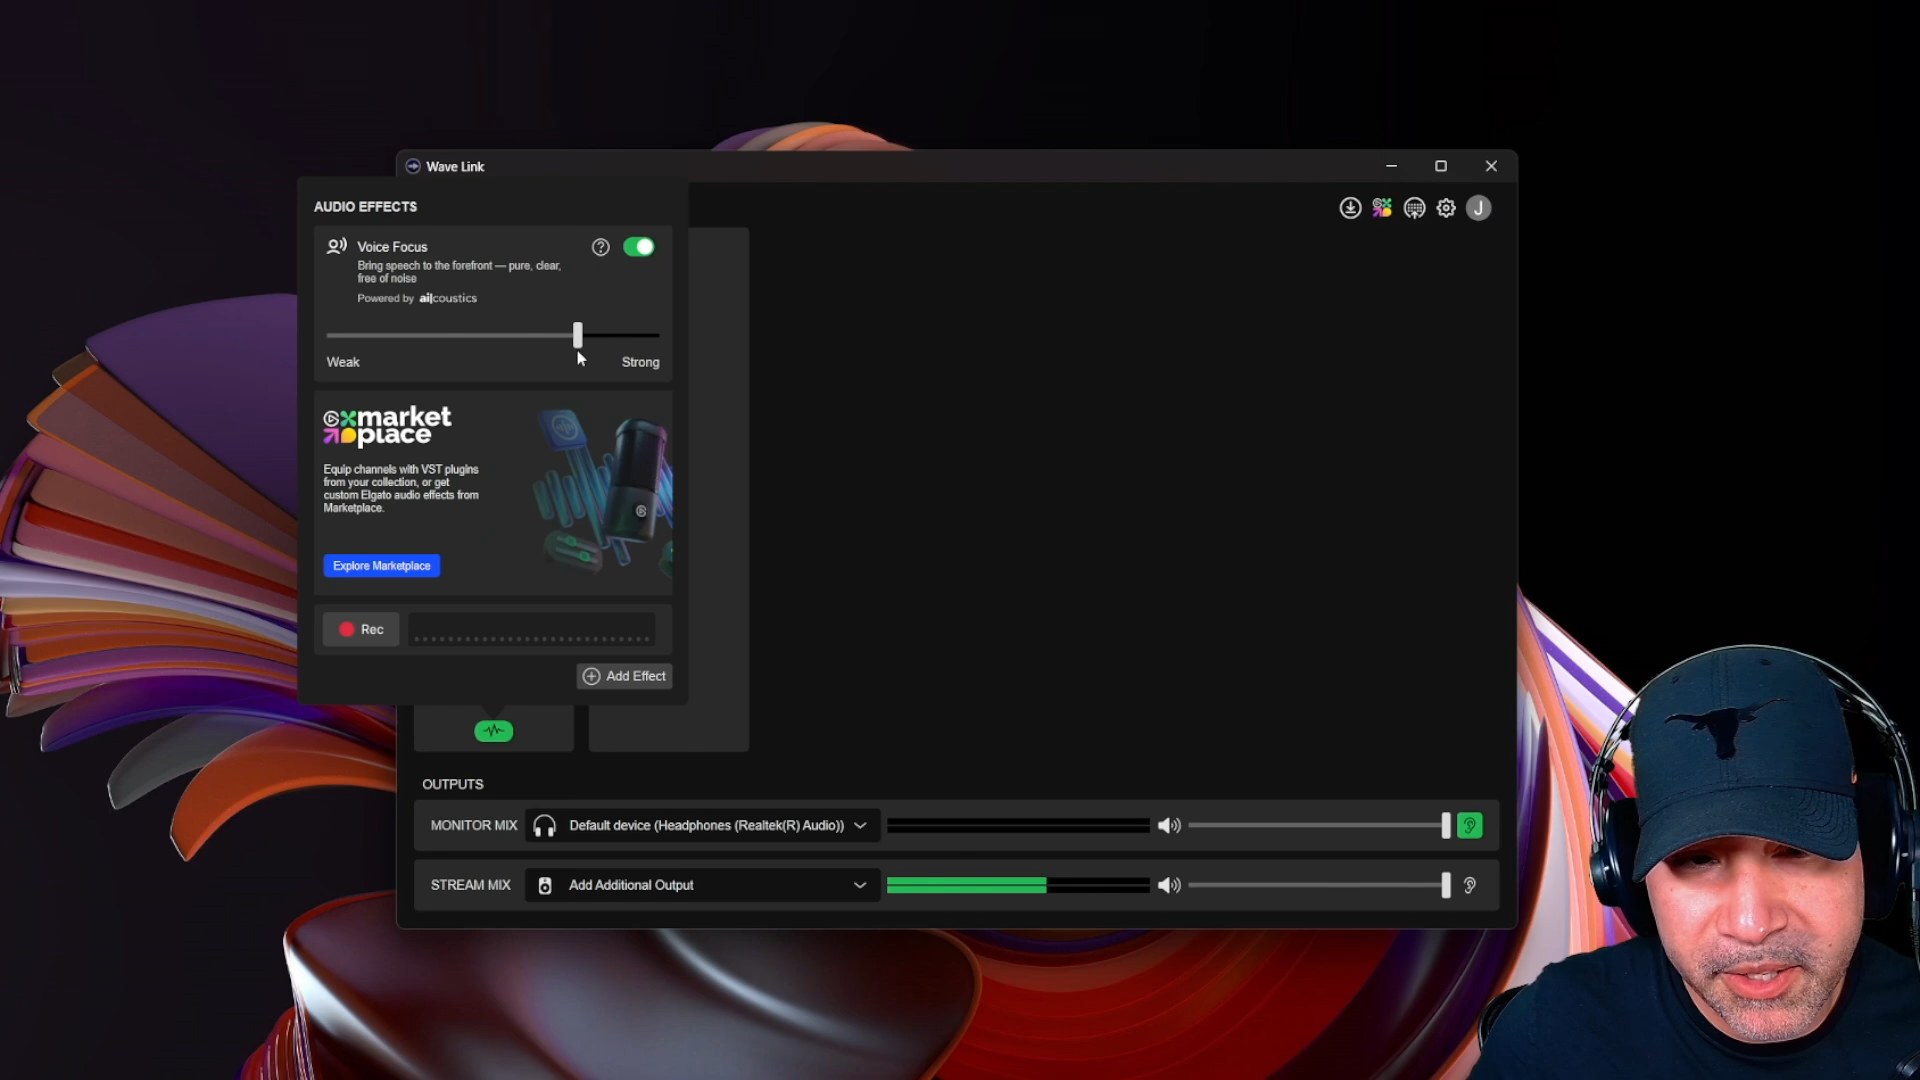 Wave Link
AUDIO EFFECTS
J
Voice Focus
Bring speech to the forefront — pure, clear,
free of noise
Powered by ai|coustics
Weak
Strong
market
place
Equip channels with VST plugins
from your collection, or get
custom Elgato audio effects from
Marketplace.
Explore Marketplace
Rec
Add Effect
OUTPUTS
MONITOR MIX
Default device (Headphones (Realtek(R) Audio))
STREAM MIX
Add Additional Output